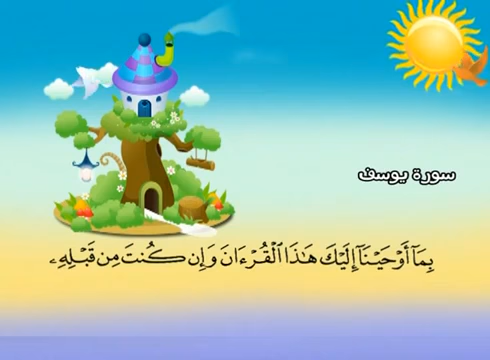 سورة يوسف
بِمَآ أَوْحَيْنَآ إِلَيْكَ هَٰذَا ٱلْقُرْءَانَ وَإِن كُنتَ مِن قَبْلِهِۦ